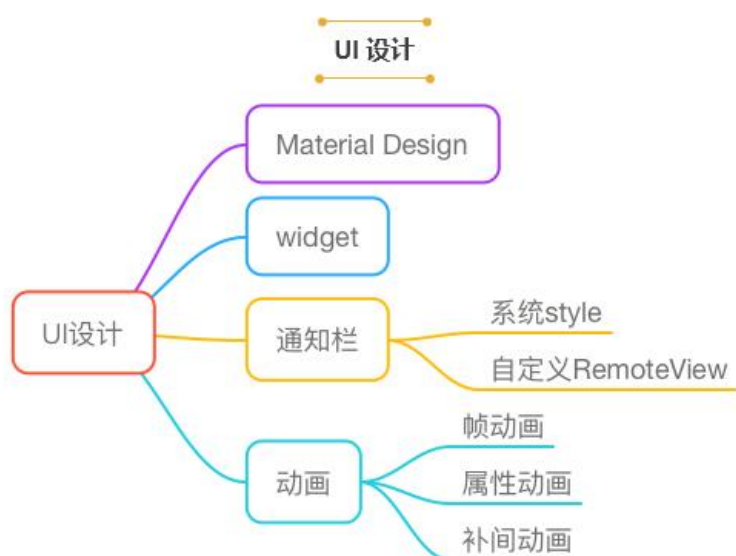 UI 设计
Material Design
widget
UI设计
通知栏
系统style
自定义RemoteView
动画
帧动画
属性动画
补间动画